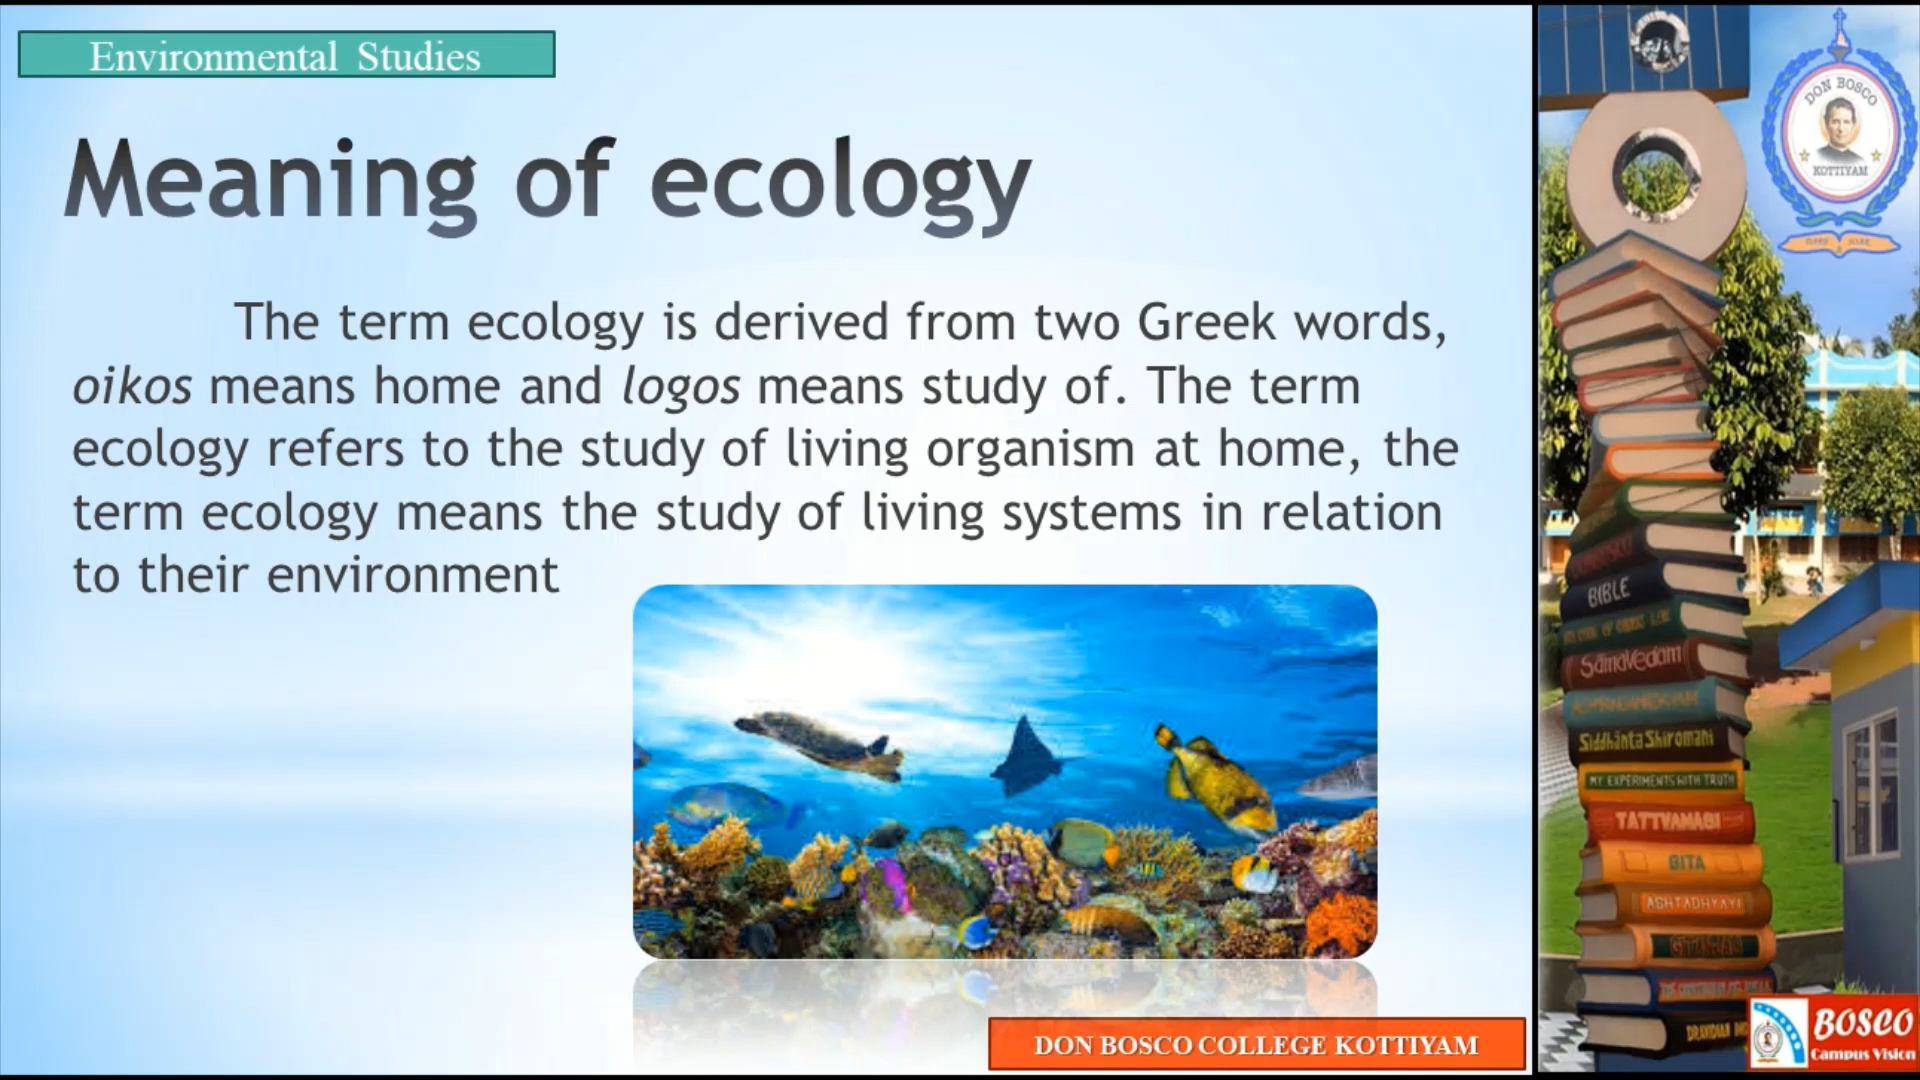 Environmental Studies
Meaning of ecology
The term ecology is derived from two Greek words,
oikos means home and logos means study of. The term
ecology refers to the study of living organism at home, the
term ecology means the study of living systems in relation
to their environment
DON BOSCO COLLEGE KOTTIYAM
DON BOSCO
KOTTIYAM
BIBLE
SāmaVedam
Siddhānta Shiromani
MY EXPERIMENTS WITH TRUTH
TATTVAMASI
GITA
ASHTADHYAYI
GITANJALI
BOSCO
Campus Vision